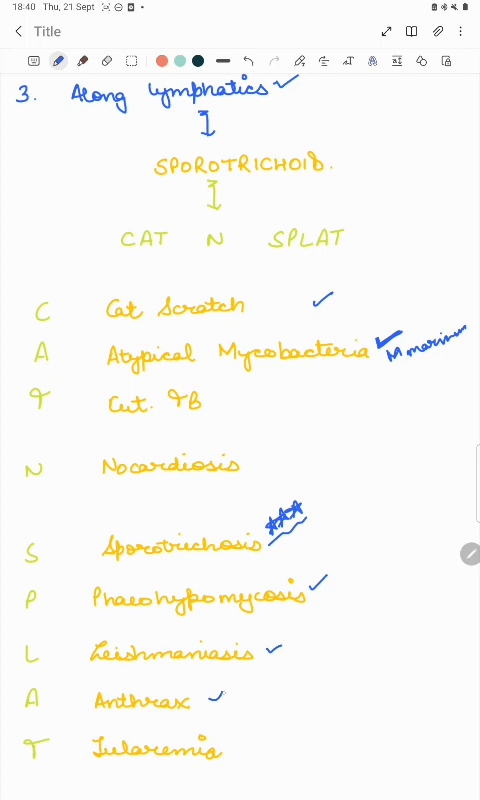 18:40 Thu, 21 Sept
Title
3. Along lymphatics
SPOROTRICHOID.
CAT N SPLAT
C Cat Scratch
A Atypical Mycobacteria M marinum
T Cut. TB
N Nocardiosis
S Sporotrichosis
P Phaeohypomycosis
L Leishmaniasis
A Anthrax
T Tularemia